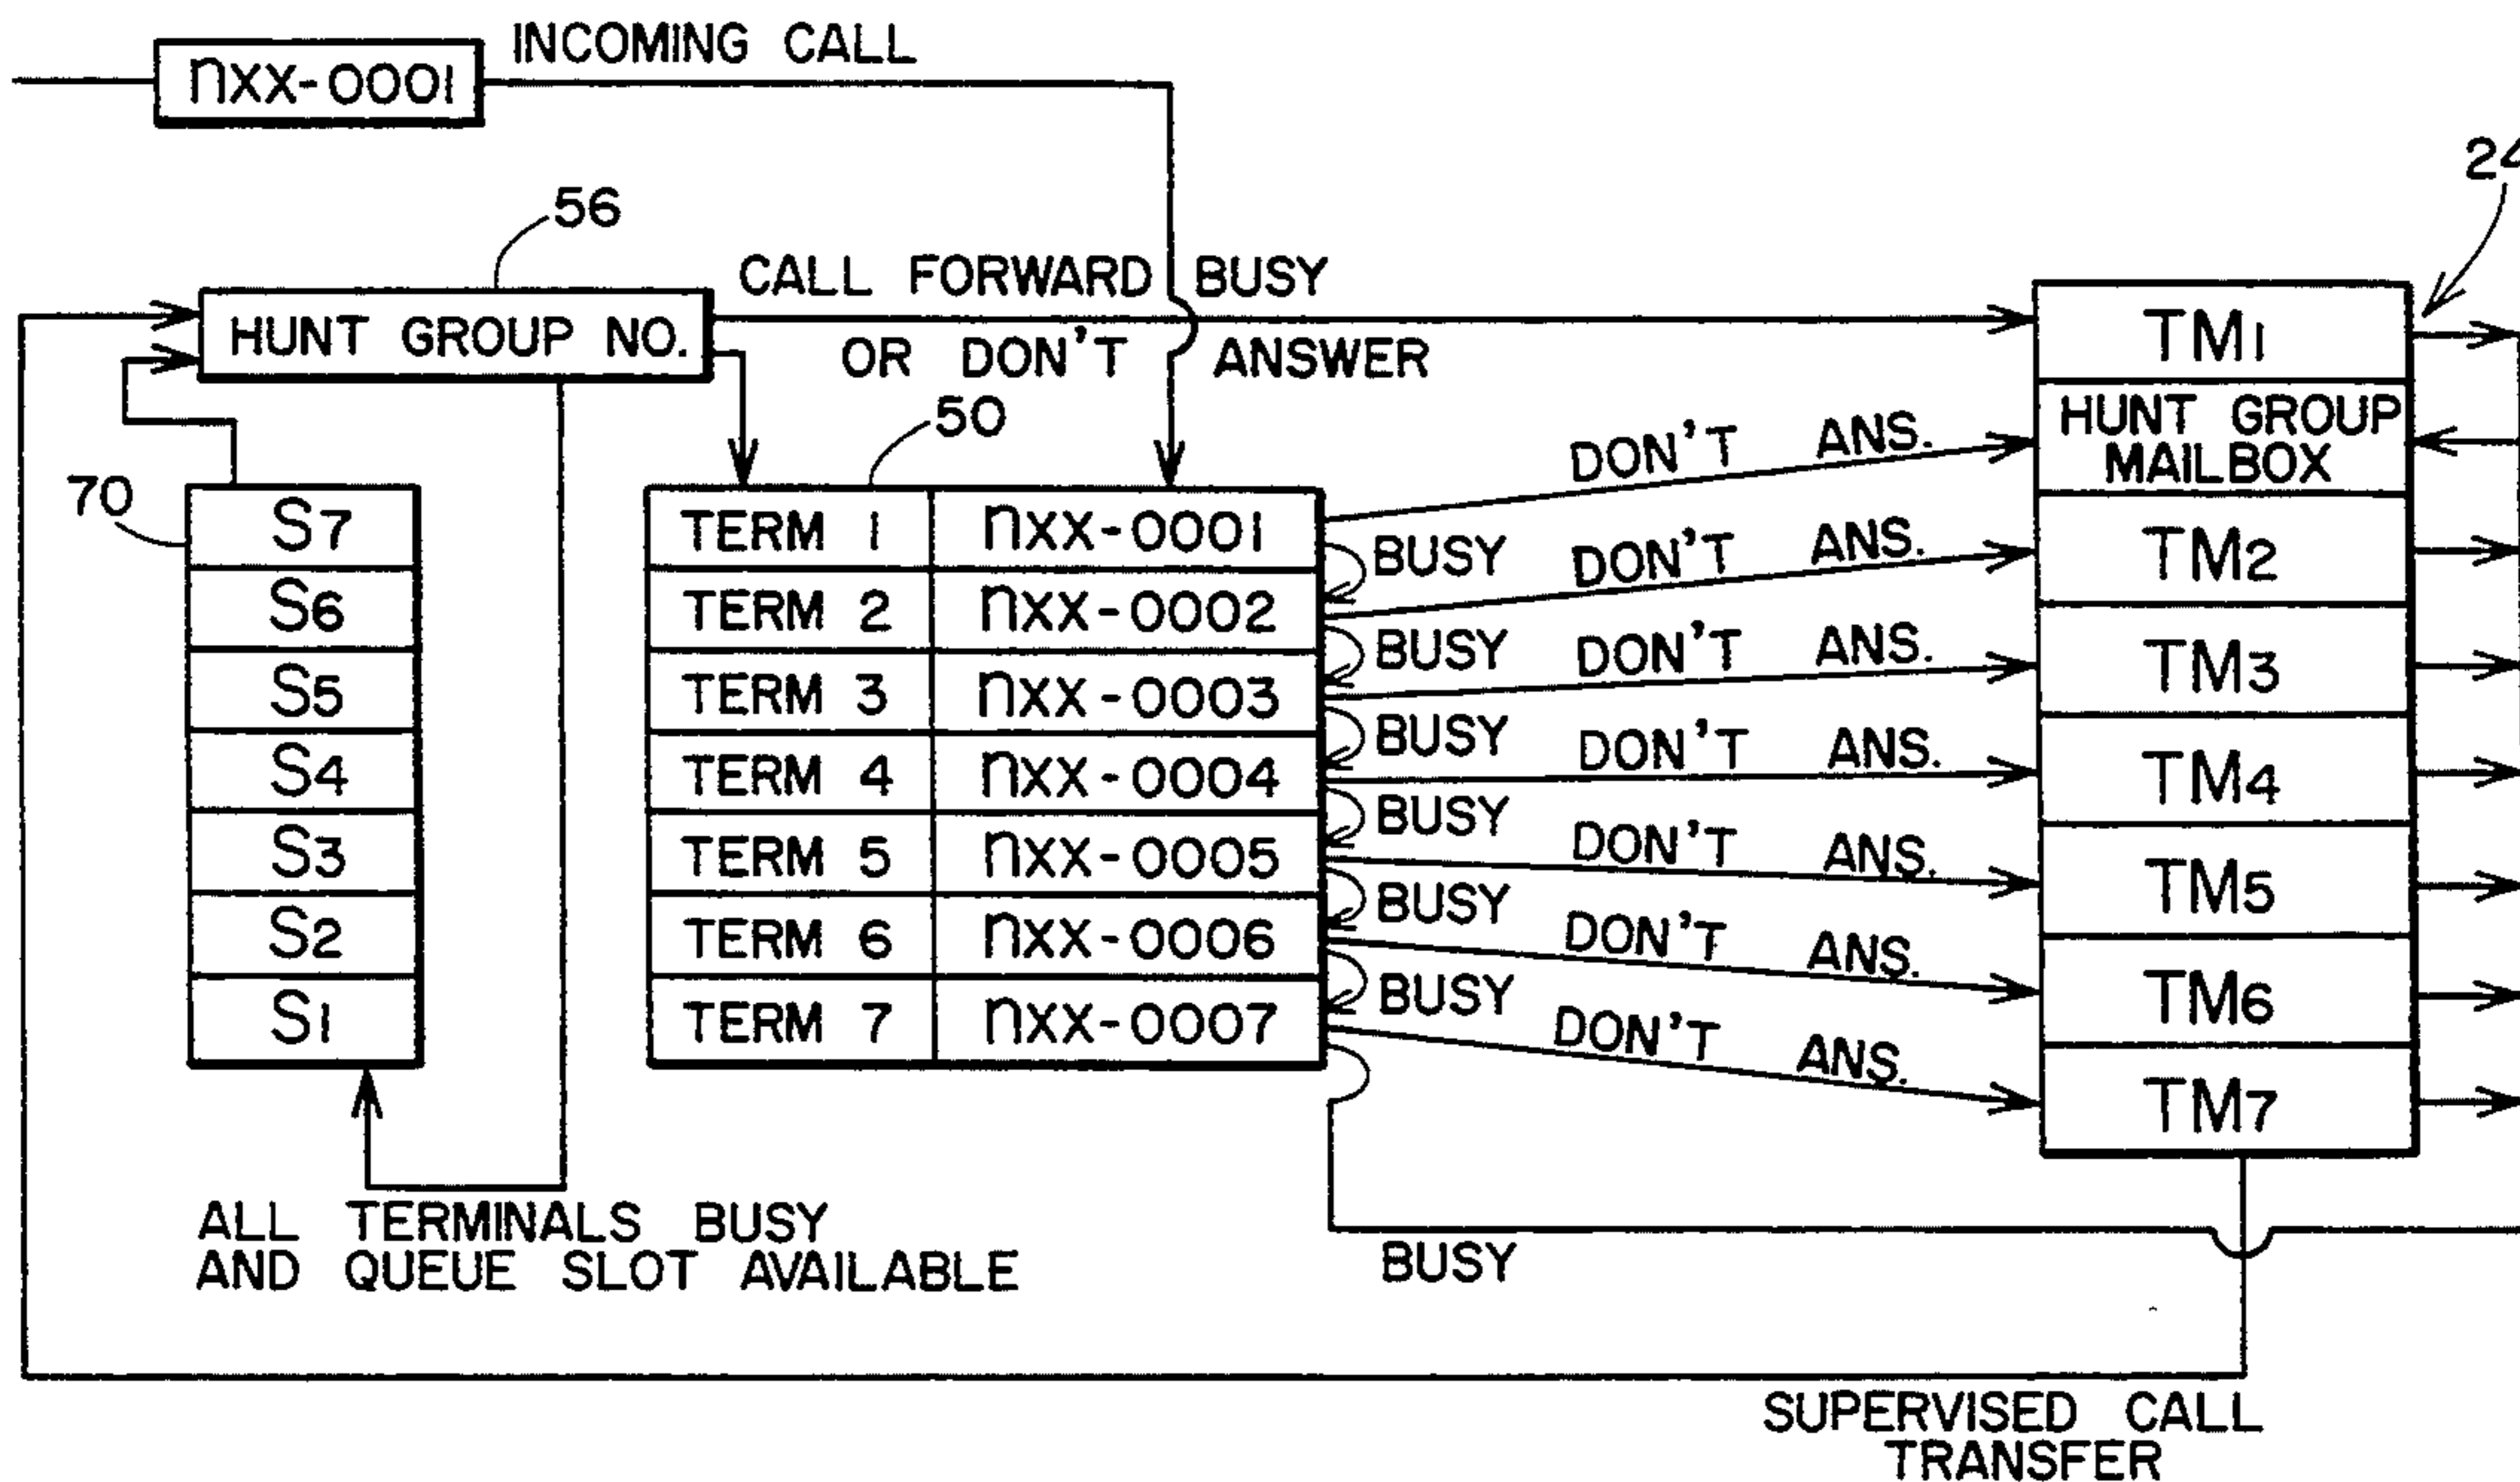 INCOMING CALL
nxx-0001
24
56
CALL FORWARD BUSY
HUNT GROUP NO.
OR DON'T ANSWER
TM1
50
HUNT GROUP
MAILBOX
DON'T ANS.
70
S7
TERM 1 nxx-0001
BUSY
DON'T ANS.
TM2
S6
TERM 2 nxx-0002
BUSY
DON'T ANS.
TM3
S5
TERM 3 nxx-0003
BUSY
DON'T ANS.
TM4
S4
TERM 4 nxx-0004
BUSY
DON'T ANS.
TM5
S3
TERM 5 nxx-0005
BUSY
DON'T ANS.
TM6
S2
TERM 6 nxx-0006
BUSY
DON'T ANS.
TM7
S1
TERM 7 nxx-0007
ALL TERMINALS BUSY
AND QUEUE SLOT AVAILABLE
BUSY
SUPERVISED CALL
TRANSFER